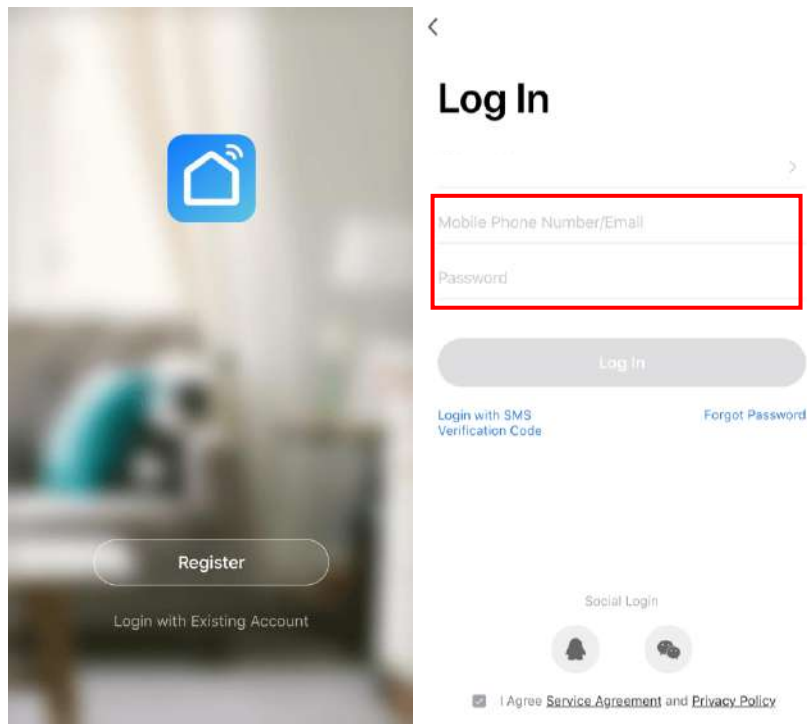 Register
Login with Existing Account
Log In
Mobile Phone Number/Email
Password
Log In
Login with SMS
Verification Code
Forgot Password
Social Login
I Agree Service Agreement and Privacy Policy